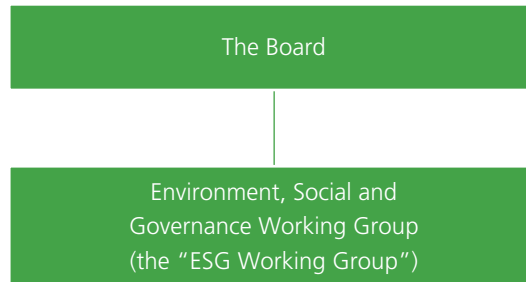 The Board
Environment, Social and
Governance Working Group
(the “ESG Working Group”)